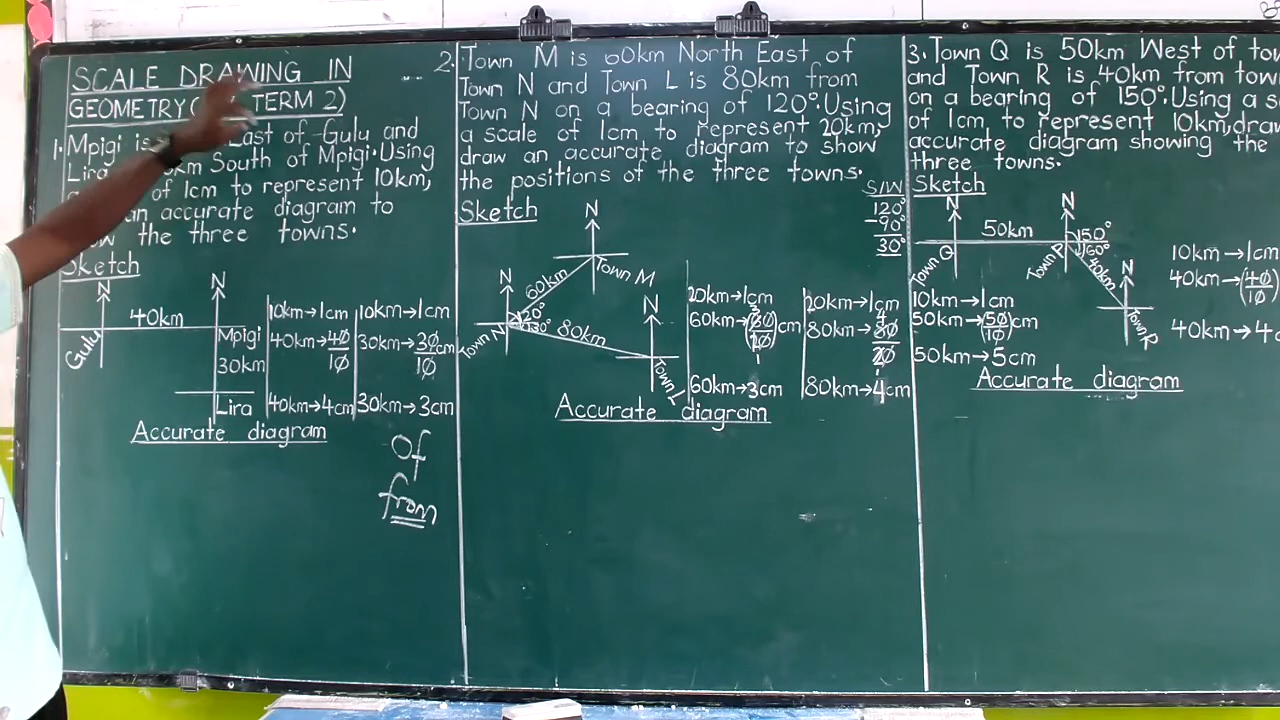 SCALE DRAWING IN
GEOMETRY( TERM 2)
1. Mpigi is East of Gulu and
Lira km South of Mpigi. Using
of 1cm to represent 10km,
an accurate diagram to
the three towns.
Sketch
N
N
40km
Gulu
Mpigi
30km
Lira
10km→1cm
40km→40
10
40km→4cm
10km→1cm
30km→30cm
10
30km→3cm
Accurate diagram
Of
from
2. Town M is 60km North East of
Town N and Town L is 80km from
Town N on a bearing of 120°. Using
a scale of 1cm to represent 20km,
draw an accurate diagram to show
the positions of the three towns.
Sketch
S/W
120°
-90°
30°
N
N
N
60km
Town M
120°
30°
80km
Town N
Town L
20km→1cm
60km→(60)cm
20
60km→3cm
20km→1cm
80km→80
20
80km→4cm
Accurate diagram
3. Town Q is 50km West of
and Town R is 40km from
on a bearing of 150°. Using a
of 1cm to represent 10km,
accurate diagram showing the
three towns.
Sketch
N
N
N
50km
150°
60°
40km
Town Q
Town P
Town R
10km→1cm
50km→(50)cm
10
50km→5cm
10km→1cm
40km→(40)
10
40km→4
Accurate diagram